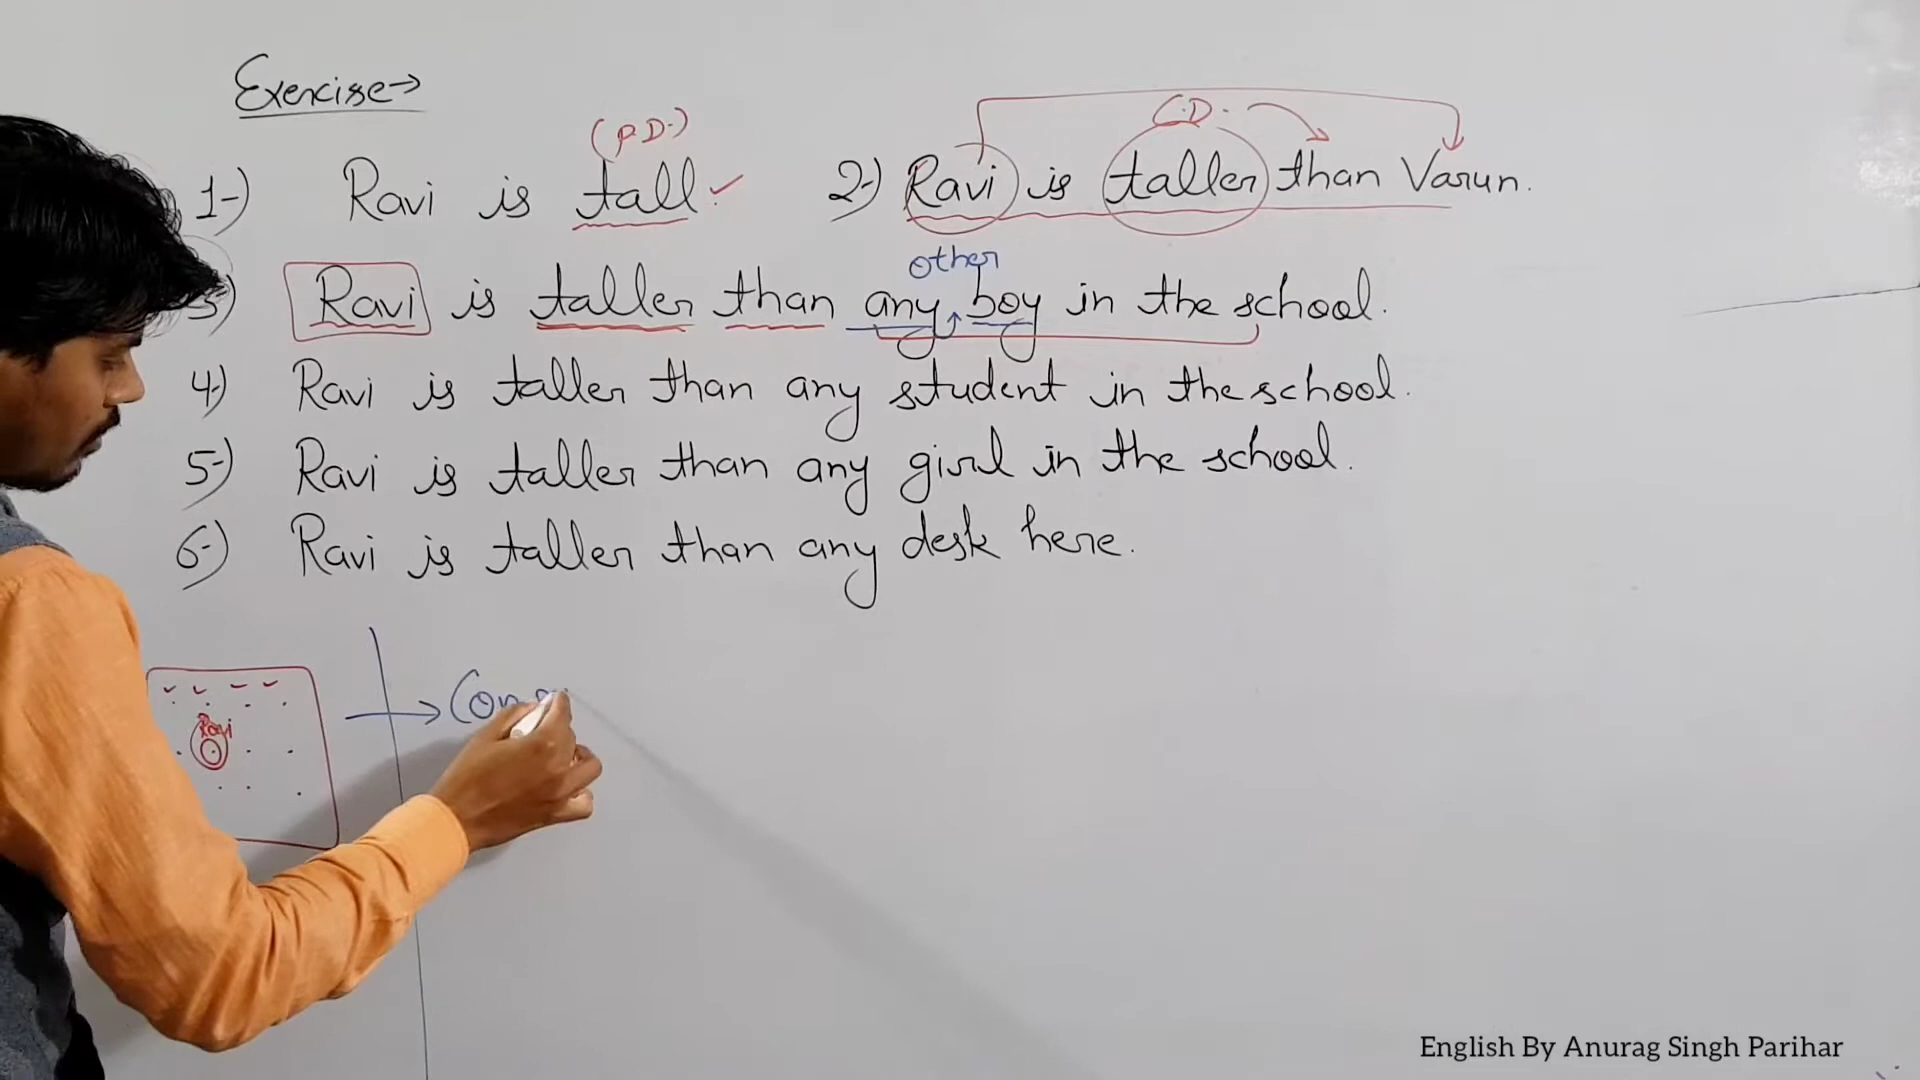 Exercise→
(P.D.)
C.D.
1-) Ravi is tall. 2-) Ravi is taller than Varun.
other
3) Ravi is taller than any boy in the school.
4-) Ravi is taller than any student in the school.
5-) Ravi is taller than any girl in the school.
6-) Ravi is taller than any desk here.
Ravi
English By Anurag Singh Parihar